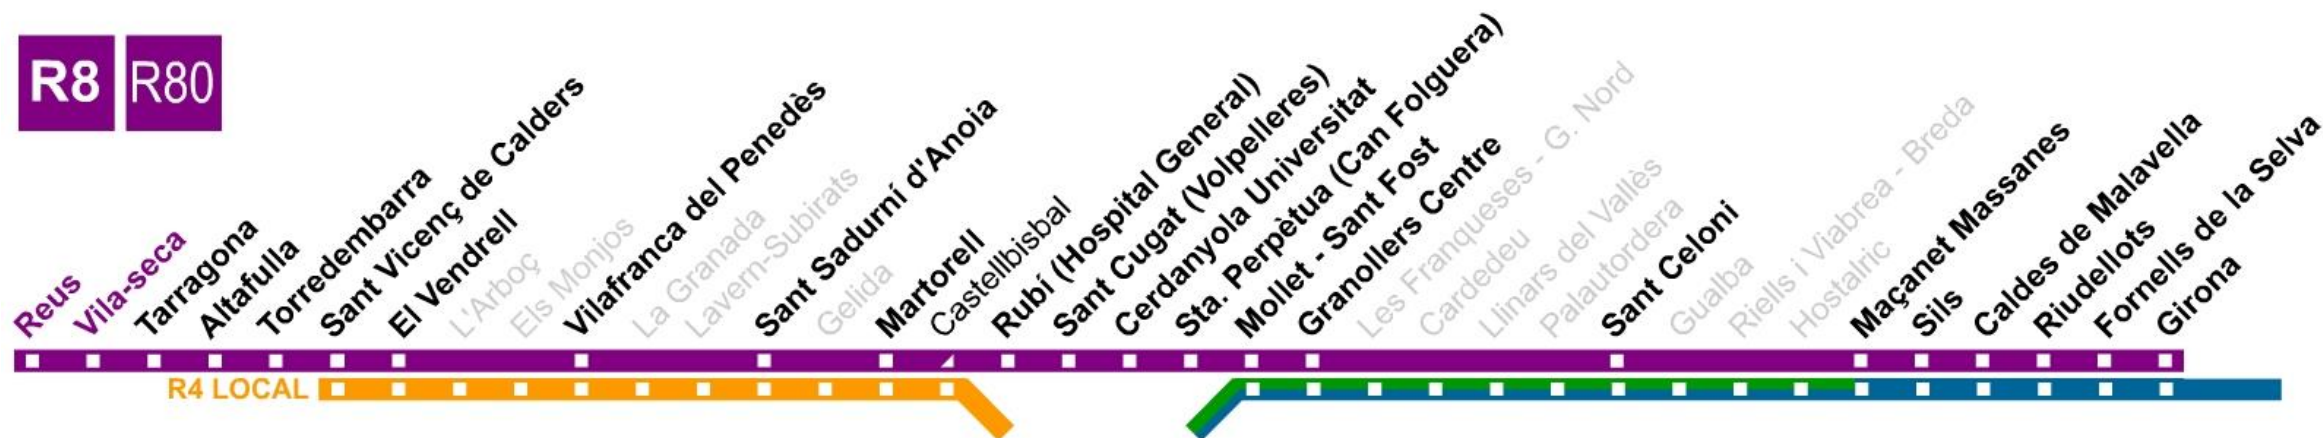 R8
R80
Reus
Vila-seca
Tarragona
Altafulla
Torredembarra
Sant Vicenç de Calders
El Vendrell
L'Arboç
Els Monjos
Vilafranca del Penedès
La Granada
Lavern-Subirats
Sant Sadurní d'Anoia
Gelida
Martorell
Castellbisbal
Rubí (Hospital General)
Sant Cugat (Volpelleres)
Cerdanyola Universitat
Sta. Perpètua (Can Folguera)
Mollet - Sant Fost
Granollers Centre
Les Franqueses - G. Nord
Cardedeu
Llinars del Vallès
Palautordera
Sant Celoni
Gualba
Riells i Viabrea - Breda
Hostalric
Maçanet Massanes
Sils
Caldes de Malavella
Riudellots
Fornells de la Selva
Girona
R4 LOCAL